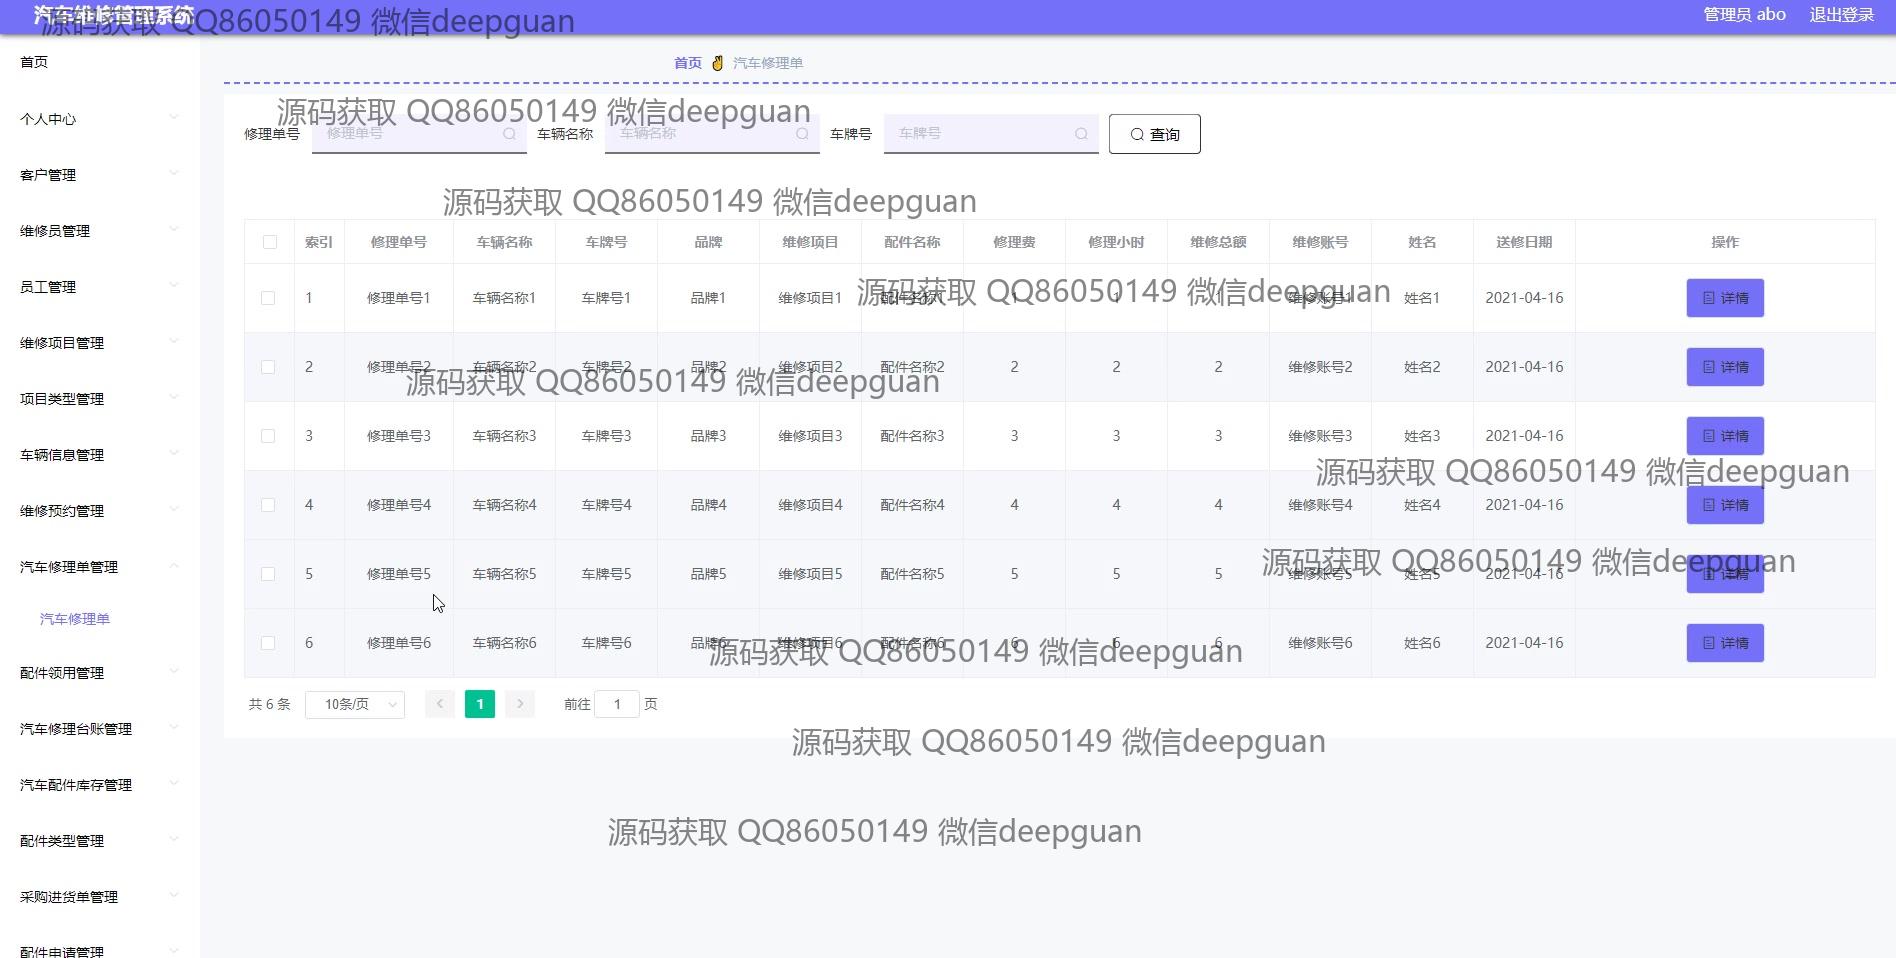 汽车维修管理系统
管理员 abo 退出登录
源码获取 QQ86050149 微信deepguan
首页
个人中心
客户管理
维修员管理
员工管理
维修项目管理
项目类型管理
车辆信息管理
维修预约管理
汽车修理单管理
汽车修理单
配件领用管理
汽车修理台账管理
汽车配件库存管理
配件类型管理
采购进货单管理
配件申请管理
首页 ✌ 汽车修理单
源码获取 QQ86050149 微信deepguan
修理单号 修理单号 车辆名称 车辆名称 车牌号 车牌号 查询
源码获取 QQ86050149 微信deepguan
索引 修理单号 车辆名称 车牌号 品牌 维修项目 配件名称 修理费 修理小时 维修总额 维修账号 姓名 送修日期 操作
源码获取 QQ86050149 微信deepguan
1 修理单号1 车辆名称1 车牌号1 品牌1 维修项目1 配件名称1 1 1 1 维修账号1 姓名1 2021-04-16 详情
2 修理单号2 车辆名称2 车牌号2 品牌2 维修项目2 配件名称2 2 2 2 维修账号2 姓名2 2021-04-16 详情
源码获取 QQ86050149 微信deepguan
3 修理单号3 车辆名称3 车牌号3 品牌3 维修项目3 配件名称3 3 3 3 维修账号3 姓名3 2021-04-16 详情
源码获取 QQ86050149 微信deepguan
4 修理单号4 车辆名称4 车牌号4 品牌4 维修项目4 配件名称4 4 4 4 维修账号4 姓名4 2021-04-16 详情
源码获取 QQ86050149 微信deepguan
5 修理单号5 车辆名称5 车牌号5 品牌5 维修项目5 配件名称5 5 5 5 维修账号5 姓名5 2021-04-16 详情
6 修理单号6 车辆名称6 车牌号6 品牌6 维修项目6 配件名称6 6 6 6 维修账号6 姓名6 2021-04-16 详情
源码获取 QQ86050149 微信deepguan
共 6 条 10条/页 1 前往 1 页
源码获取 QQ86050149 微信deepguan
源码获取 QQ86050149 微信deepguan